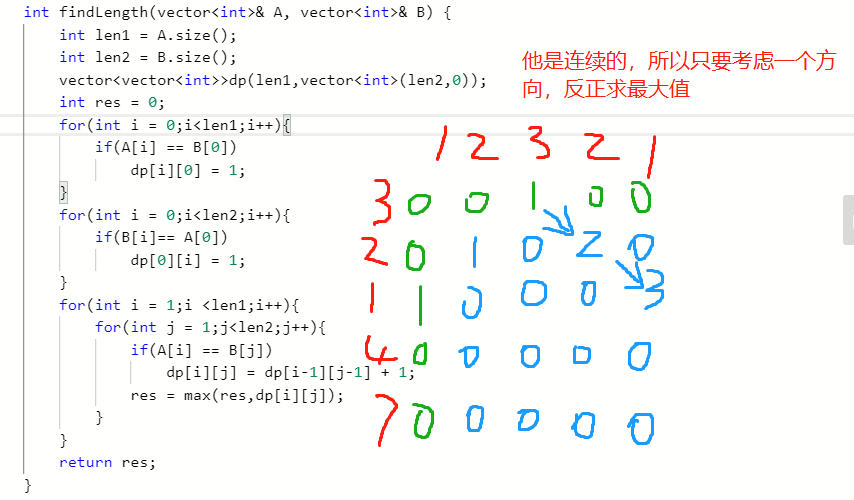 int findLength(vector<int>& A, vector<int>& B) {
int len1 = A.size();
int len2 = B.size();
vector<vector<int>>dp(len1,vector<int>(len2,0));
int res = 0;
for(int i = 0;i<len1;i++){
if(A[i] == B[0])
dp[i][0] = 1;
}
for(int i = 0;i<len2;i++){
if(B[i]== A[0])
dp[0][i] = 1;
}
for(int i = 1;i <len1;i++){
for(int j = 1;j<len2;j++){
if(A[i] == B[j])
dp[i][j] = dp[i-1][j-1] + 1;
res = max(res,dp[i][j]);
}
}
return res;
}
他是连续的，所以只要考虑一个方
向，反正求最大值
1 2 3 2 1
3 0 0 1 0 0
2 0 1 0 2 0
1 1 0 0 0 3
4 0 0 0 0 0
7 0 0 0 0 0